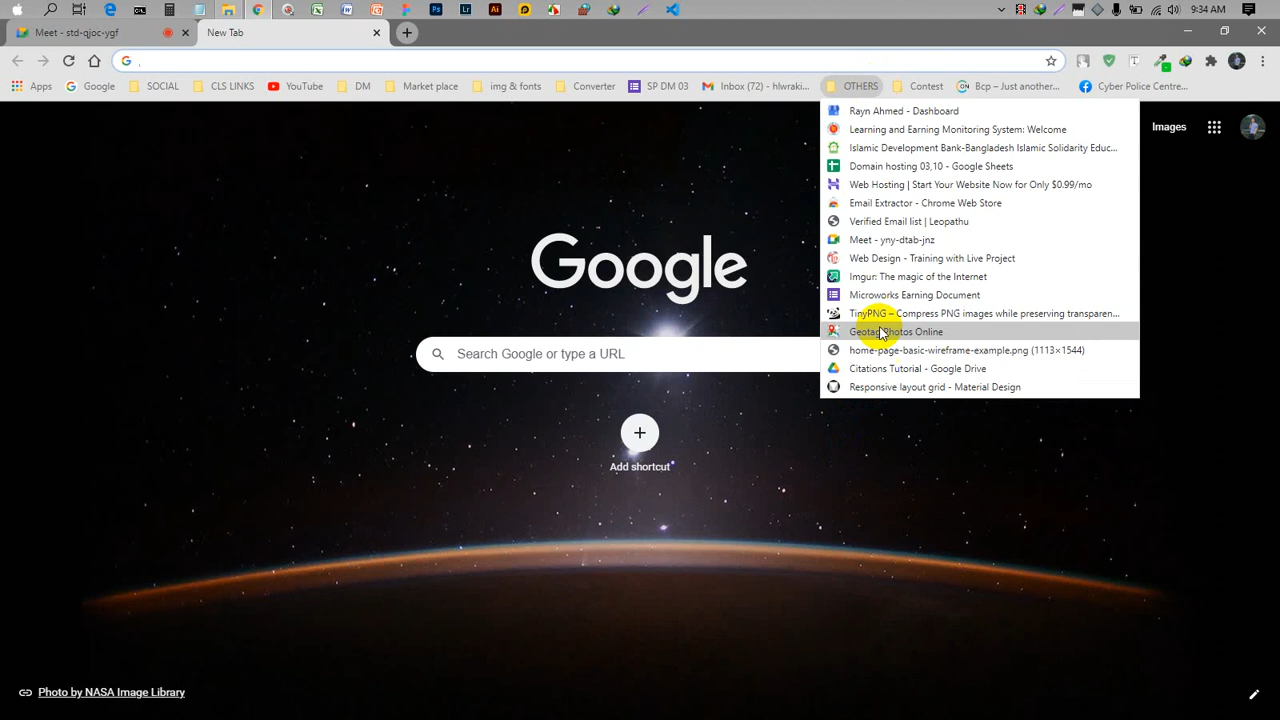 9:34 AM
Meet - std-qjoc-ygf
New Tab
Apps
Google
SOCIAL
CLS LINKS
YouTube
DM
Market place
img & fonts
Converter
SP DM 03
Inbox (72) - hlwraki...
OTHERS
Contest
Bcp – Just another...
Cyber Police Centre...
Rayn Ahmed - Dashboard
Learning and Earning Monitoring System: Welcome
Islamic Development Bank-Bangladesh Islamic Solidarity Educ...
Domain hosting 03,10 - Google Sheets
Web Hosting | Start Your Website Now for Only $0.99/mo
Email Extractor - Chrome Web Store
Verified Email list | Leopathu
Meet - yny-dtab-jnz
Web Design - Training with Live Project
Imgur: The magic of the Internet
Microworks Earning Document
TinyPNG – Compress PNG images while preserving transparen...
Geotag Photos Online
home-page-basic-wireframe-example.png (1113×1544)
Citations Tutorial - Google Drive
Responsive layout grid - Material Design
Images
Google
Search Google or type a URL
Add shortcut
Photo by NASA Image Library